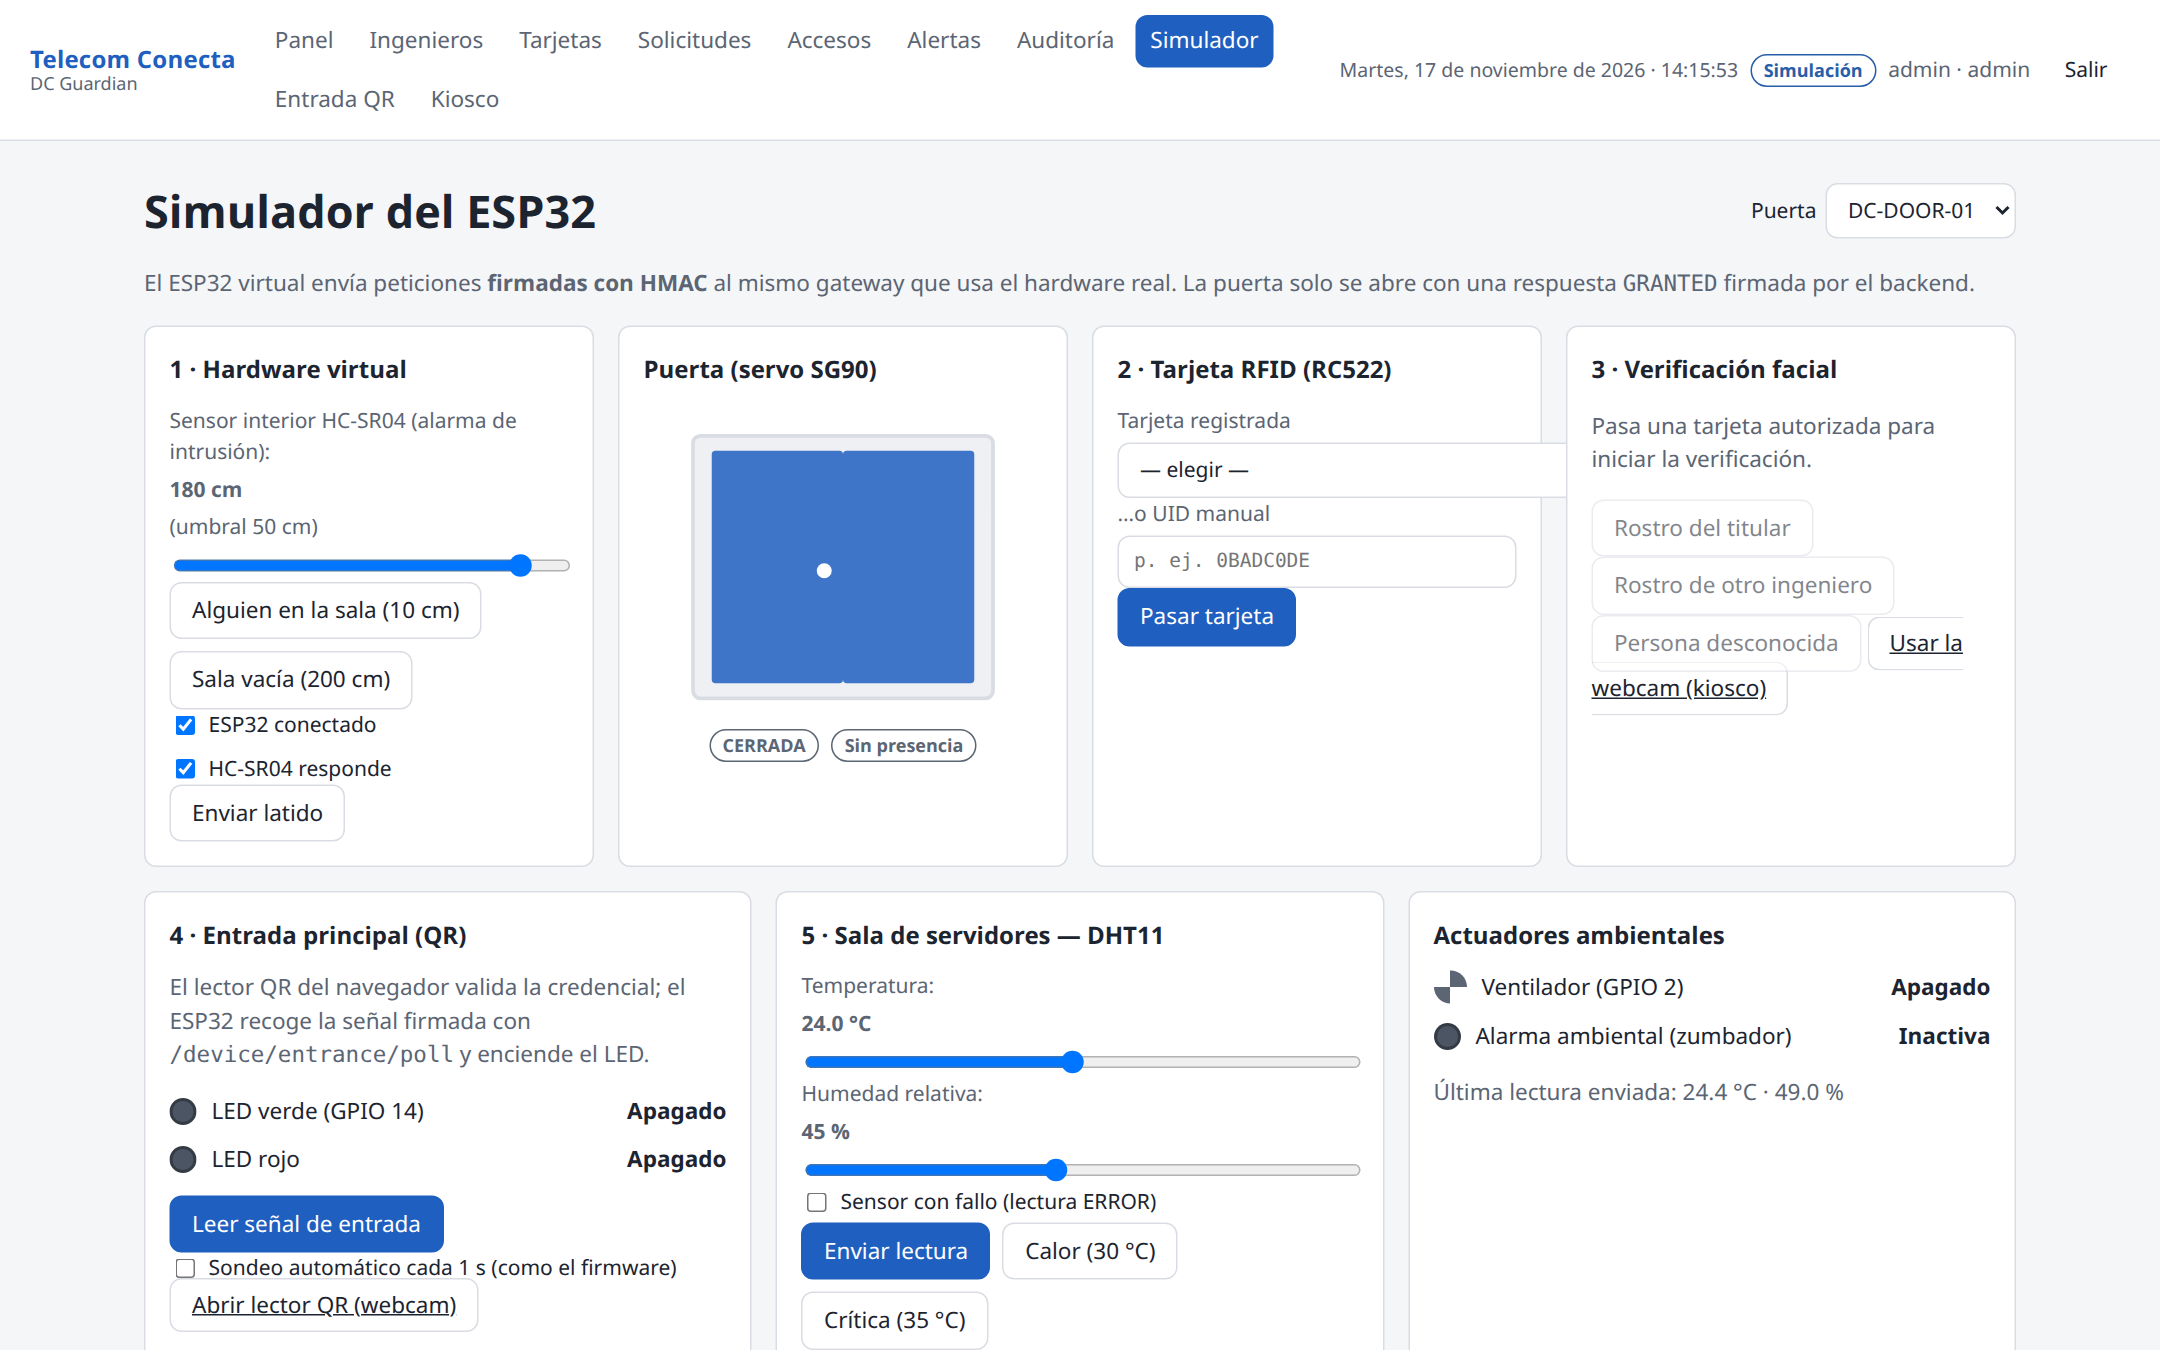 Telecom Conecta
DC Guardian
Panel
Ingenieros
Tarjetas
Solicitudes
Accesos
Alertas
Auditoría
Simulador
Entrada QR
Kiosco
Martes, 17 de noviembre de 2026 · 14:15:53
Simulación
admin · admin
Salir
Simulador del ESP32
Puerta
DC-DOOR-01
El ESP32 virtual envía peticiones firmadas con HMAC al mismo gateway que usa el hardware real. La puerta solo se abre con una respuesta GRANTED firmada por el backend.
1 · Hardware virtual
Sensor interior HC-SR04 (alarma de
intrusión):
180 cm
(umbral 50 cm)
Alguien en la sala (10 cm)
Sala vacía (200 cm)
ESP32 conectado
HC-SR04 responde
Enviar latido
Puerta (servo SG90)
CERRADA
Sin presencia
2 · Tarjeta RFID (RC522)
Tarjeta registrada
— elegir —
…o UID manual
p. ej. 0BADC0DE
Pasar tarjeta
3 · Verificación facial
Pasa una tarjeta autorizada para
iniciar la verificación.
Rostro del titular
Rostro de otro ingeniero
Persona desconocida
Usar la
webcam (kiosco)
4 · Entrada principal (QR)
El lector QR del navegador valida la credencial; el
ESP32 recoge la señal firmada con
/device/entrance/poll y enciende el LED.
LED verde (GPIO 14)
Apagado
LED rojo
Apagado
Leer señal de entrada
Sondeo automático cada 1 s (como el firmware)
Abrir lector QR (webcam)
5 · Sala de servidores — DHT11
Temperatura:
24.0 °C
Humedad relativa:
45 %
Sensor con fallo (lectura ERROR)
Enviar lectura
Calor (30 °C)
Crítica (35 °C)
Actuadores ambientales
Ventilador (GPIO 2)
Apagado
Alarma ambiental (zumbador)
Inactiva
Última lectura enviada: 24.4 °C · 49.0 %